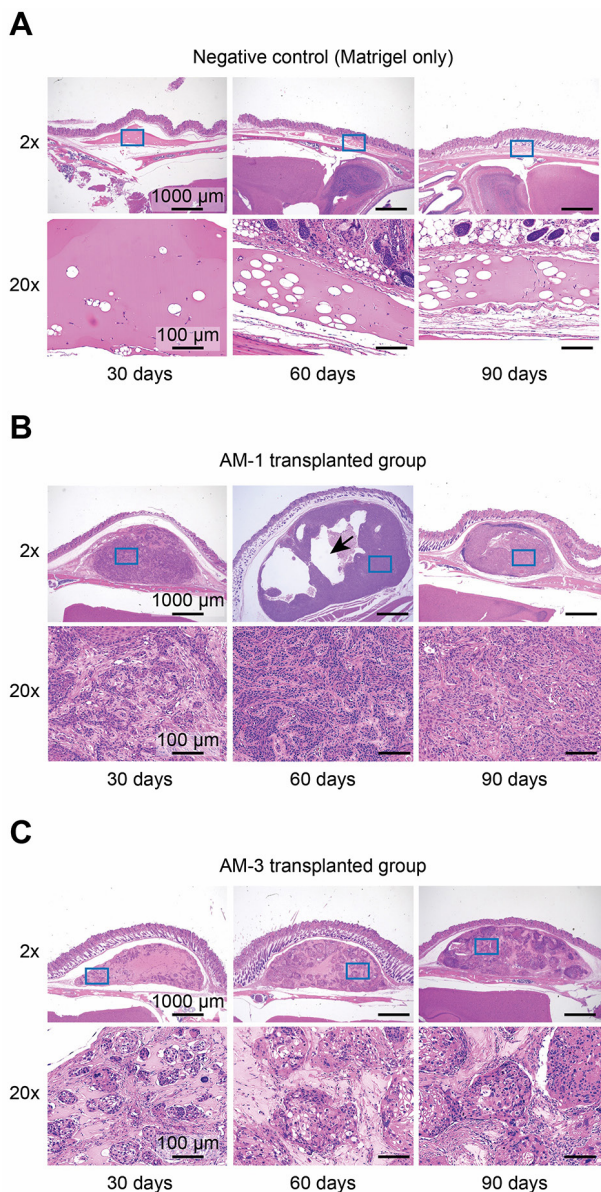 A
Negative control (Matrigel only)
2x
1000 µm
20x
100 µm
30 days
60 days
90 days
B
AM-1 transplanted group
2x
1000 µm
20x
100 µm
30 days
60 days
90 days
C
AM-3 transplanted group
2x
1000 µm
20x
100 µm
30 days
60 days
90 days